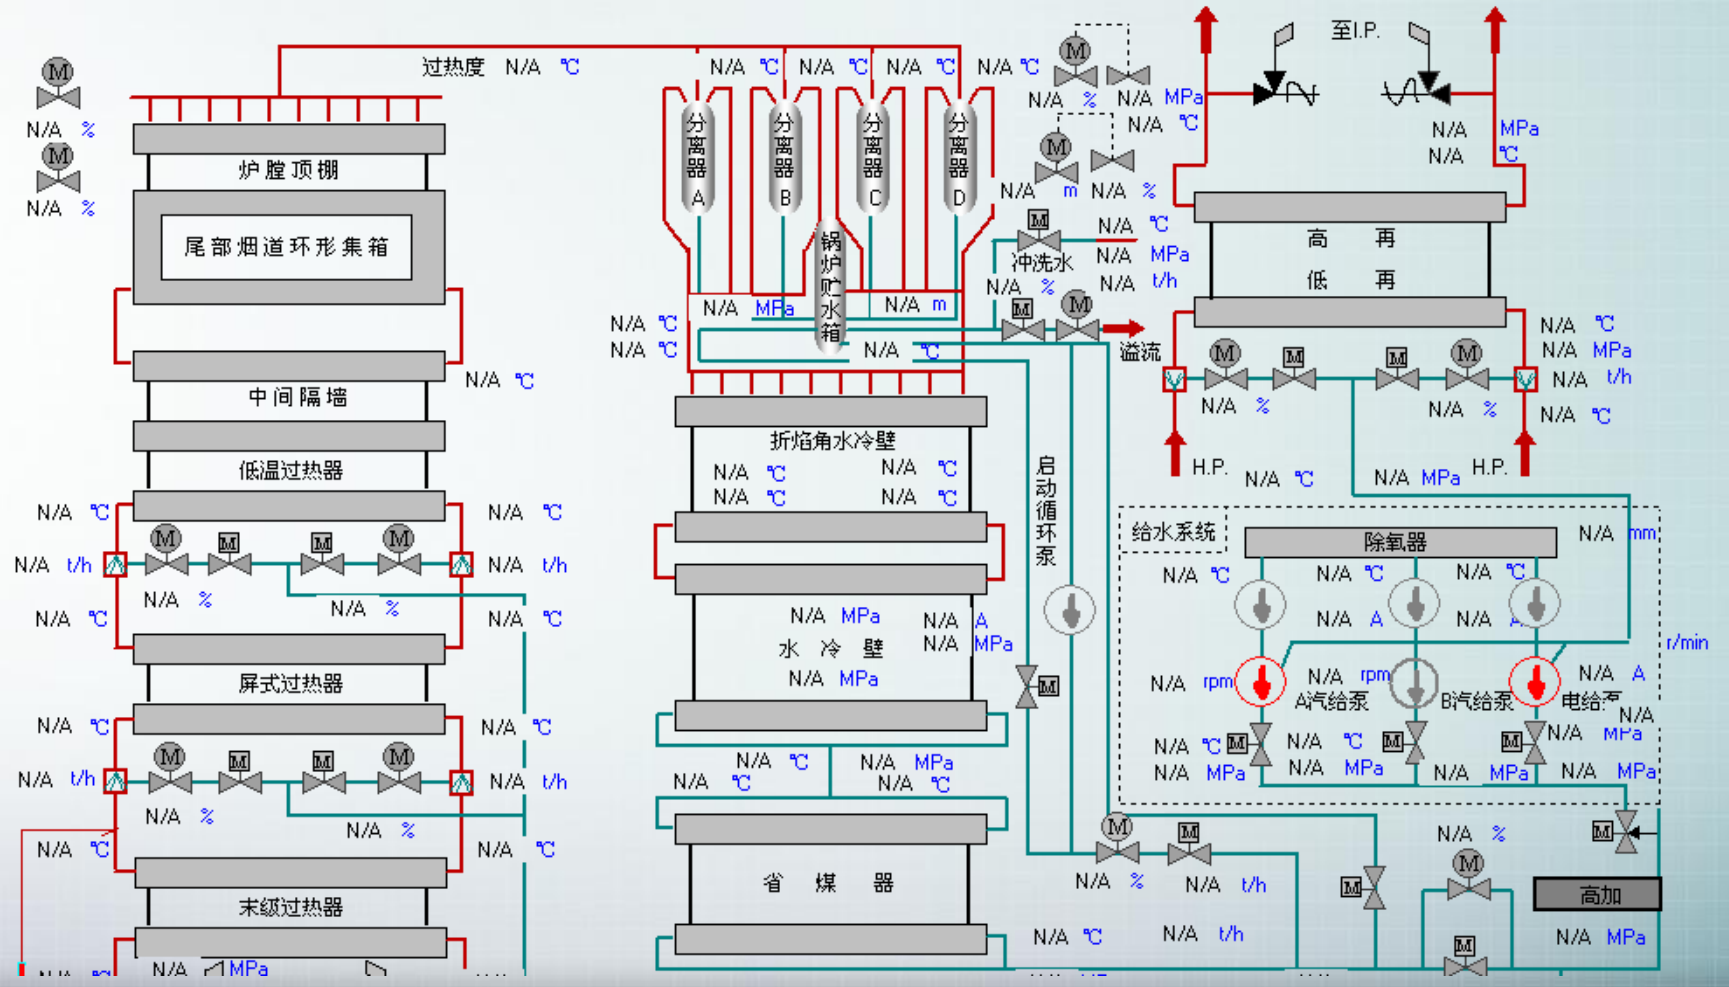 M
N/A %
M
N/A %
过热度 N/A ℃
N/A ℃ N/A ℃ N/A ℃ N/A ℃
炉膛顶棚
尾部烟道环形集箱
N/A ℃
中间隔墙
低温过热器
N/A ℃ N/A ℃
M M M M
N/A t/h N/A t/h
N/A % N/A %
N/A ℃ N/A ℃
屏式过热器
N/A ℃ N/A ℃
M M M M
N/A t/h N/A t/h
N/A % N/A %
N/A ℃ N/A ℃
末级过热器
N/A MPa
分离器A
分离器B
分离器C
分离器D
锅炉贮水箱
N/A MPa
N/A m
N/A ℃
N/A ℃
N/A ℃
折焰角水冷壁
N/A ℃ N/A ℃
N/A ℃ N/A ℃
N/A MPa N/A A
N/A MPa
水冷壁
N/A MPa
N/A ℃ N/A MPa
N/A ℃ N/A ℃
省煤器
M
N/A % N/A MPa
N/A ℃
M
N/A m N/A %
M
冲洗水
N/A ℃
N/A MPa
N/A t/h
N/A %
M M
溢流
启动循环泵
M
M M
N/A % N/A t/h
N/A ℃ N/A t/h
M
至I.P.
N/A MPa
N/A ℃
高再
低再
N/A ℃
N/A MPa
N/A t/h
N/A ℃
M M M M
N/A % N/A %
H.P. H.P.
N/A ℃ N/A MPa
给水系统
除氧器
N/A mm
N/A ℃ N/A ℃ N/A ℃
N/A A N/A
r/min
N/A rpm N/A rpm N/A A
A汽给泵 B汽给泵 电给泵
N/A
N/A ℃ M N/A ℃ M M N/A MPa
N/A MPa N/A MPa N/A MPa N/A MPa
M
N/A %
M
高加
M
N/A MPa